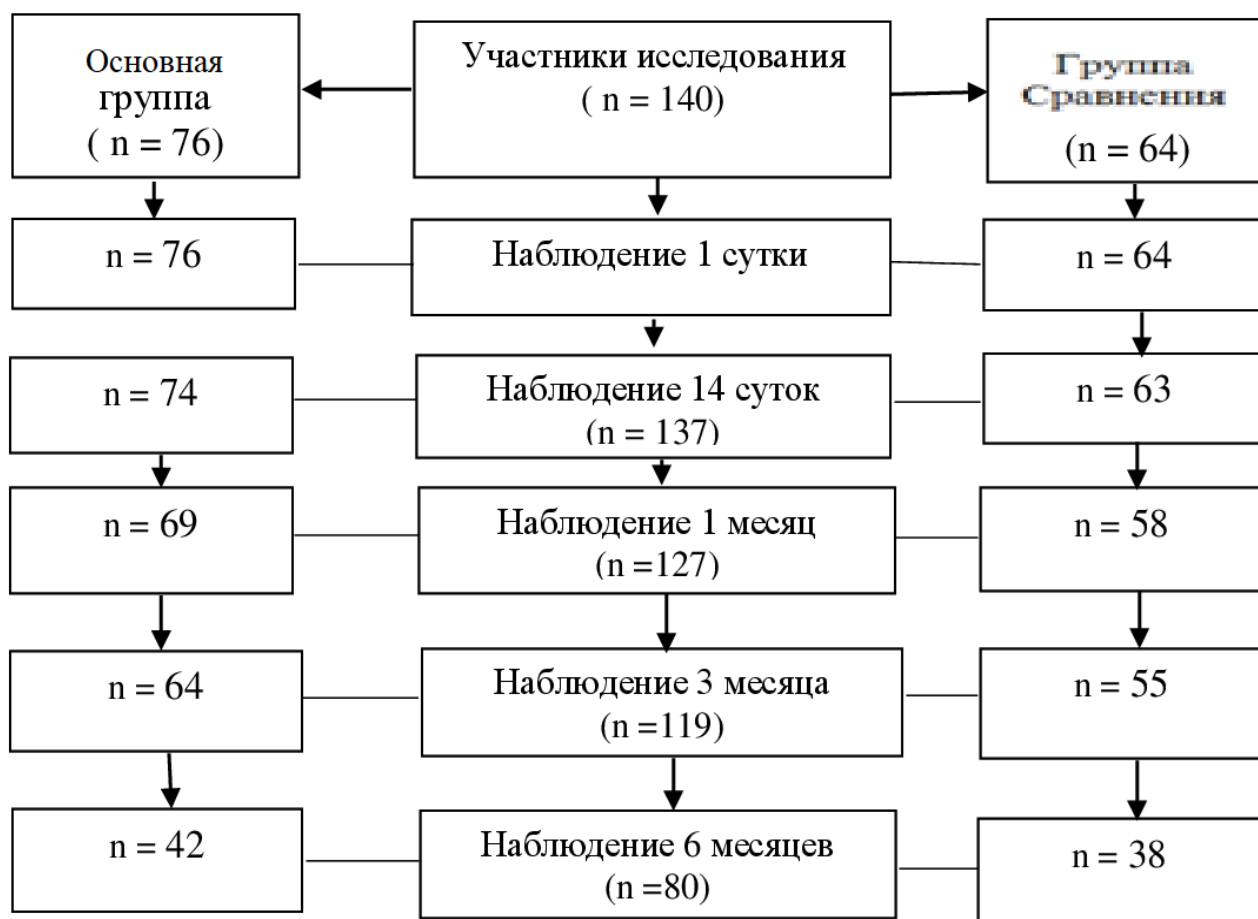 Основная
группа
( n = 76)
Участники исследования
( n = 140)
Группа
Сравнения
(n = 64)
n = 76
Наблюдение 1 сутки
n = 64
n = 74
Наблюдение 14 суток
(n = 137)
n = 63
n = 69
Наблюдение 1 месяц
(n =127)
n = 58
n = 64
Наблюдение 3 месяца
(n =119)
n = 55
n = 42
Наблюдение 6 месяцев
(n =80)
n = 38